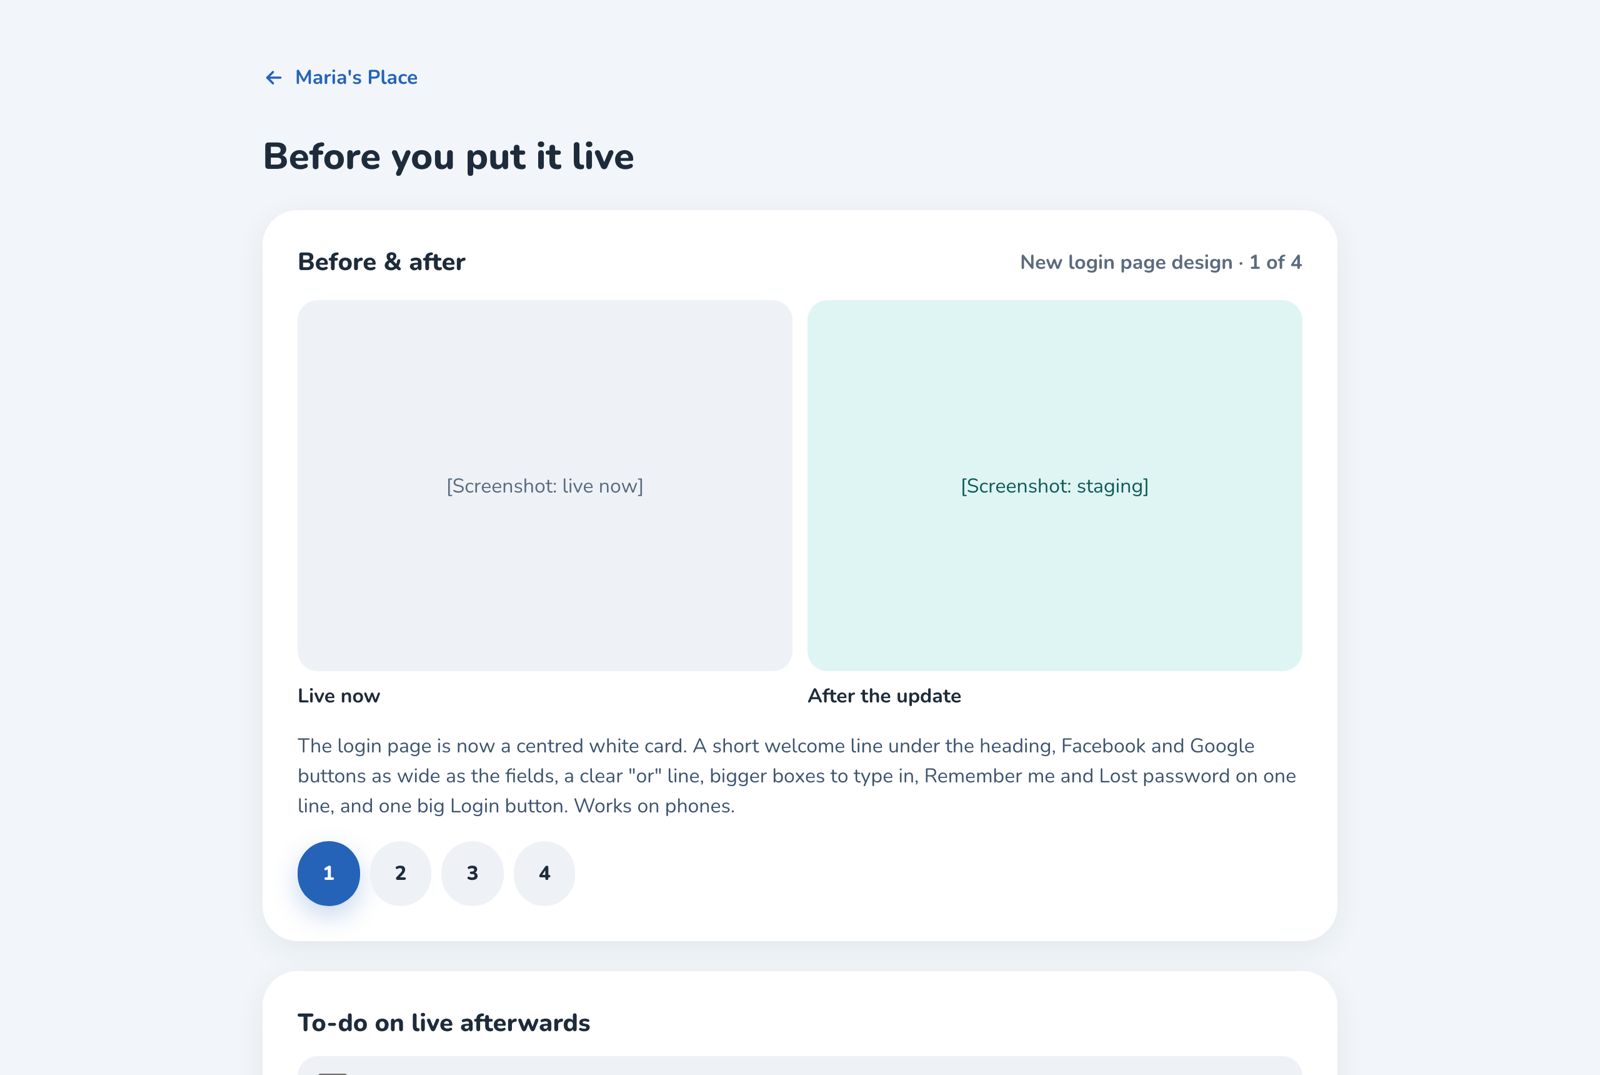 Maria's Place
Before you put it live
Before & after
New login page design · 1 of 4
[Screenshot: live now]
[Screenshot: staging]
Live now
After the update
The login page is now a centred white card. A short welcome line under the heading, Facebook and Google
buttons as wide as the fields, a clear "or" line, bigger boxes to type in, Remember me and Lost password on one
line, and one big Login button. Works on phones.
1
2
3
4
To-do on live afterwards